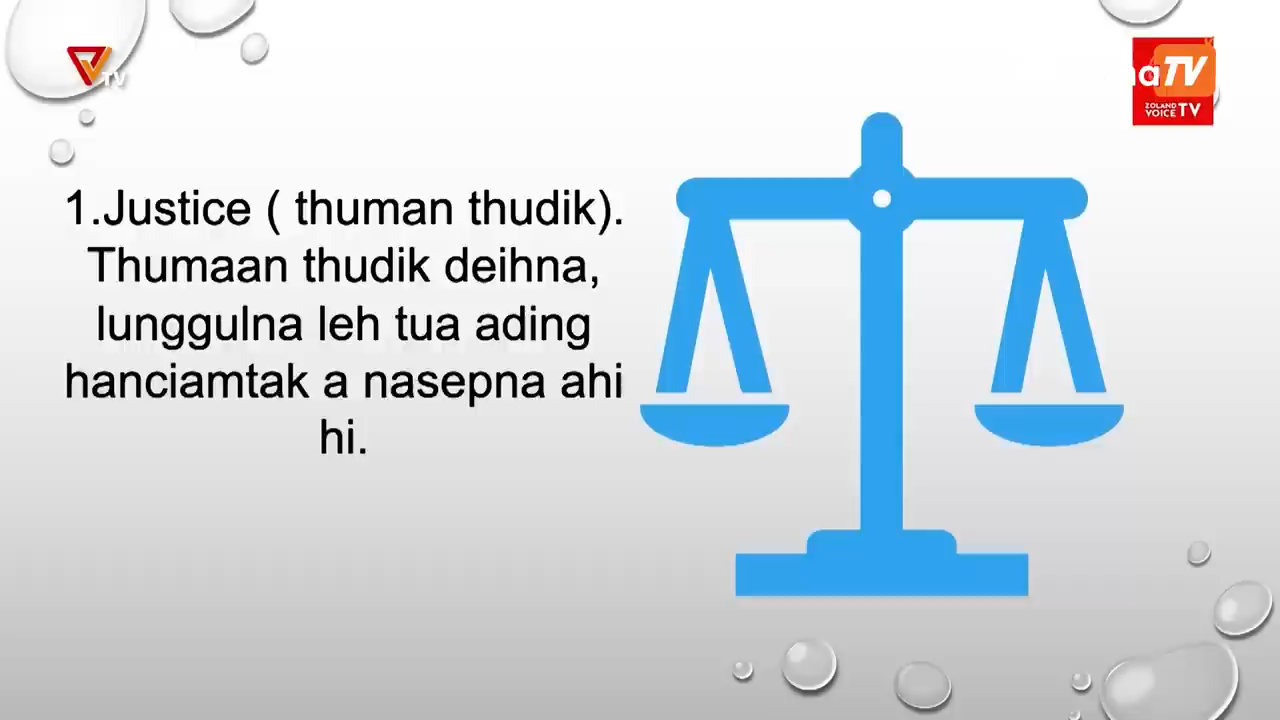 TV
naTV
ZOLAND
VOICE TV
1.Justice ( thuman thudik).
Thumaan thudik deihna,
lunggulna leh tua ading
hanciamtak a nasepna ahi
hi.